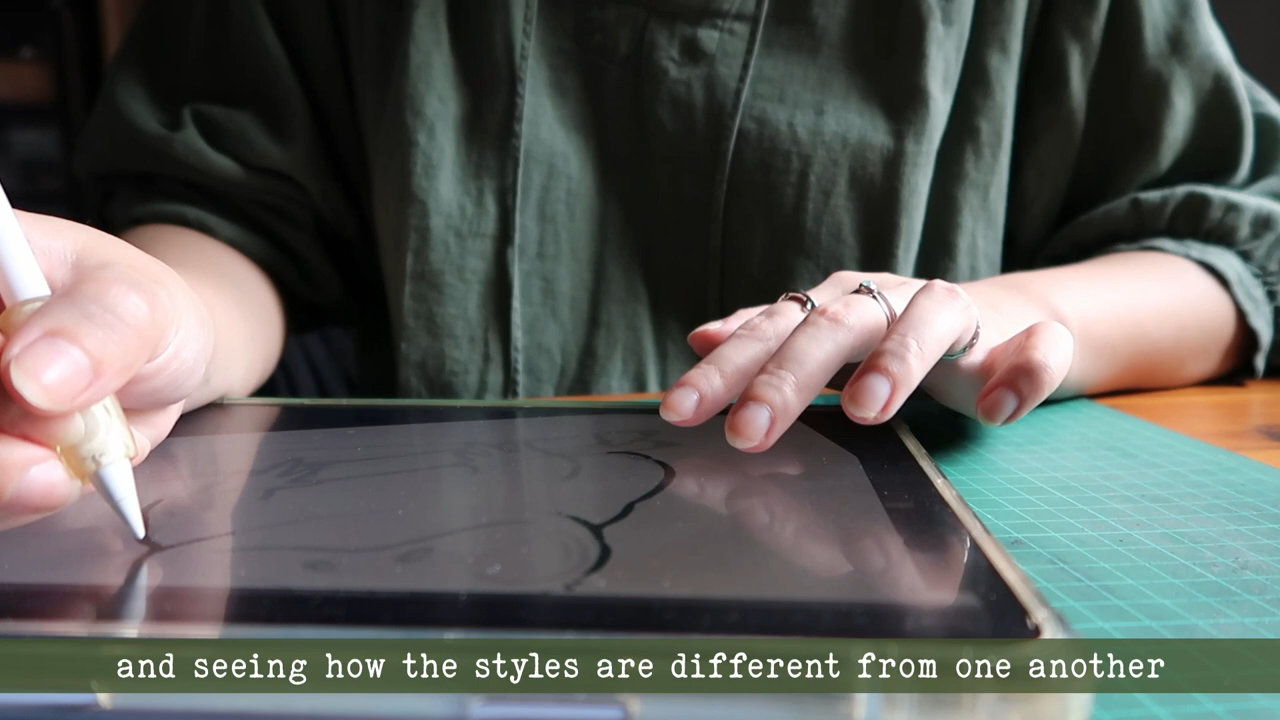 and seeing how the styles are different from one another